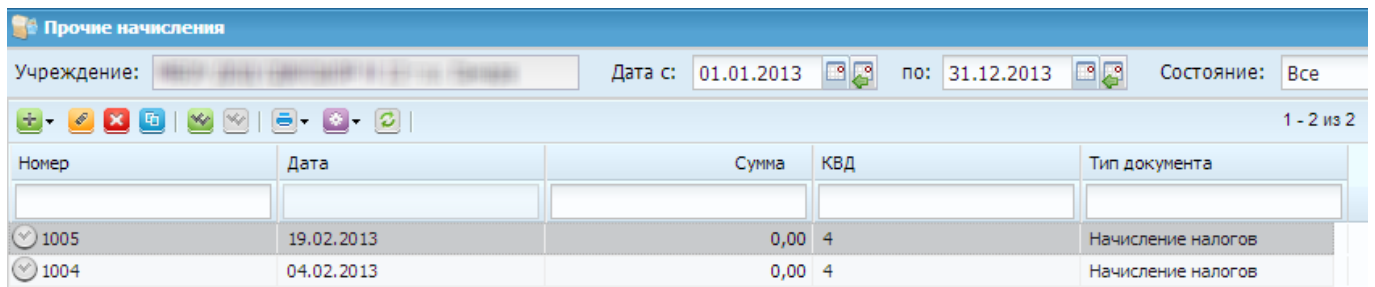 Прочие начисления
Учреждение: Дата с: 01.01.2013 по: 31.12.2013 Состояние: Все
1 - 2 из 2
Номер Дата Сумма КВД Тип документа
1005 19.02.2013 0,00 4 Начисление налогов
1004 04.02.2013 0,00 4 Начисление налогов